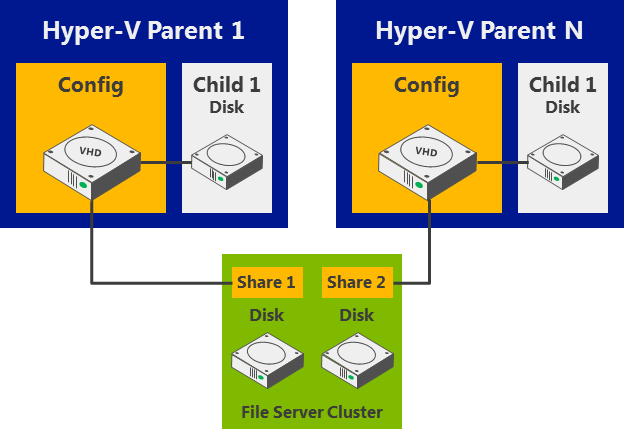 Hyper-V Parent 1
Config
Child 1
Disk
VHD
Hyper-V Parent N
Config
Child 1
Disk
VHD
Share 1
Share 2
Disk
Disk
File Server Cluster